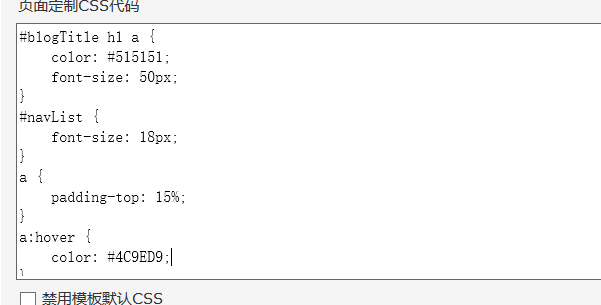 页面定制CSS代码
#blogTitle h1 a {
    color: #515151;
    font-size: 50px;
}
#navList {
    font-size: 18px;
}
a {
    padding-top: 15%;
}
a:hover {
    color: #4C9ED9;
}
禁用模板默认CSS